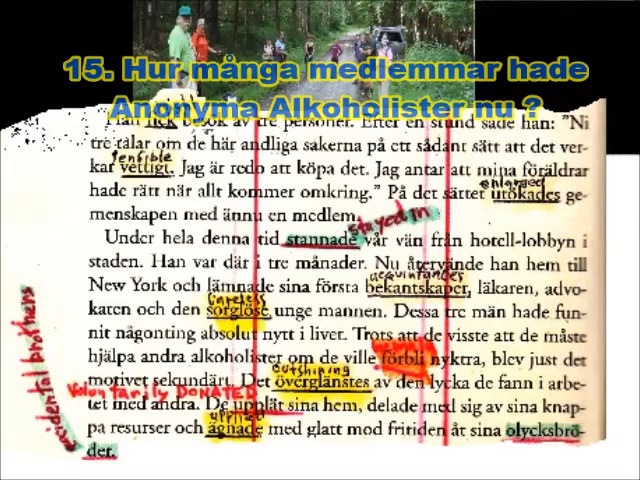 15. Hur många medlemmar hade
Anonyma Alkoholister nu ?
fick besök av tre personer. Efter en stund sade han: ”Ni
tre talar om de här andliga sakerna på ett sådant sätt att det ver-
sensible
kar vettigt. Jag är redo att köpa det. Jag antar att mina föräldrar
hade rätt när allt kommer omkring.” På det sättet utökades ge-
enlarged
menskapen med ännu en medlem.
stayed in
Under hela denna tid stannade vår vän från hotell-lobbyn i
staden. Han var där i tre månader. Nu återvände han hem till
acquintances
New York och lämnade sina första bekantskaper, läkaren, advo-
careless
katen och den sorglöse unge mannen. Dessa tre män hade fun-
nit någonting absolut nytt i livet. Trots att de visste att de måste
hjälpa andra alkoholister om de ville förbli nyktra, blev just det
outshining
motivet sekundärt. Det överglänstes av den lycka de fann i arbe-
Voluntarily DONATED
tet med andra. De upplät sina hem, delade med sig av sina knap-
pa resurser och ägnade med glatt mod fritiden åt sina olycksbrö-
der.